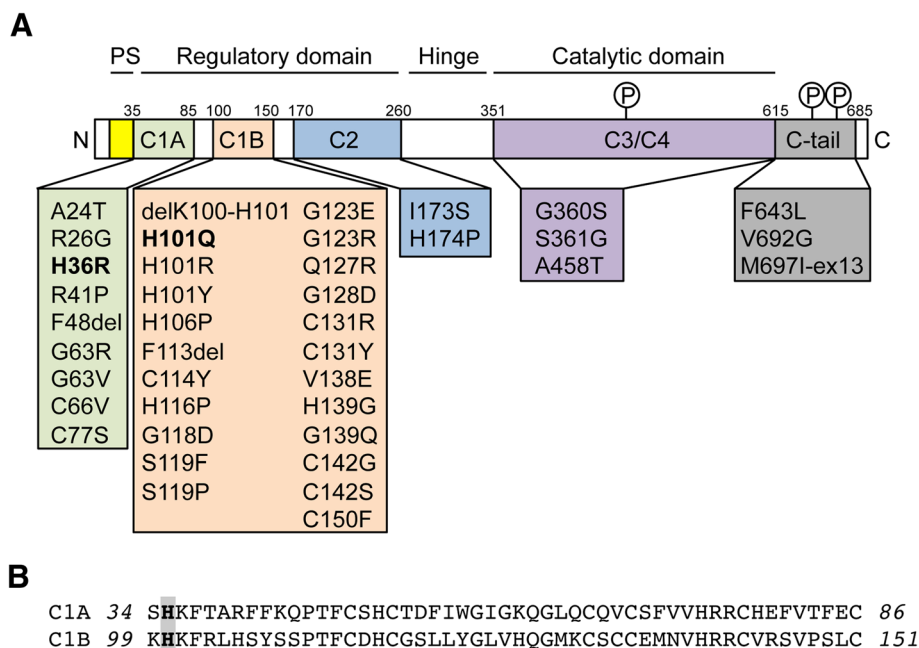 A
PS Regulatory domain Hinge Catalytic domain
P P P
35 85 100 150 170 260 351 615 685
N C1A C1B C2 C3/C4 C-tail C
A24T
R26G
H36R
R41P
F48del
G63R
G63V
C66V
C77S
delK100-H101 G123E
H101Q G123R
H101R Q127R
H101Y G128D
H106P C131R
F113del C131Y
C114Y V138E
H116P H139G
G118D G139Q
S119F C142G
S119P C142S
C150F
I173S
H174P
G360S
S361G
A458T
F643L
V692G
M697I-ex13
B
C1A 34 SHKFTARFFKQPTFCSHCTDFIWGIGKQGLQCQVCSFVVHRRCHEFVTFEC 86
C1B 99 KHKFRLHSYSSPTFCDHCGSLLYGLVHQGMKCSCCEMNVHRRCVRSVPSLC 151